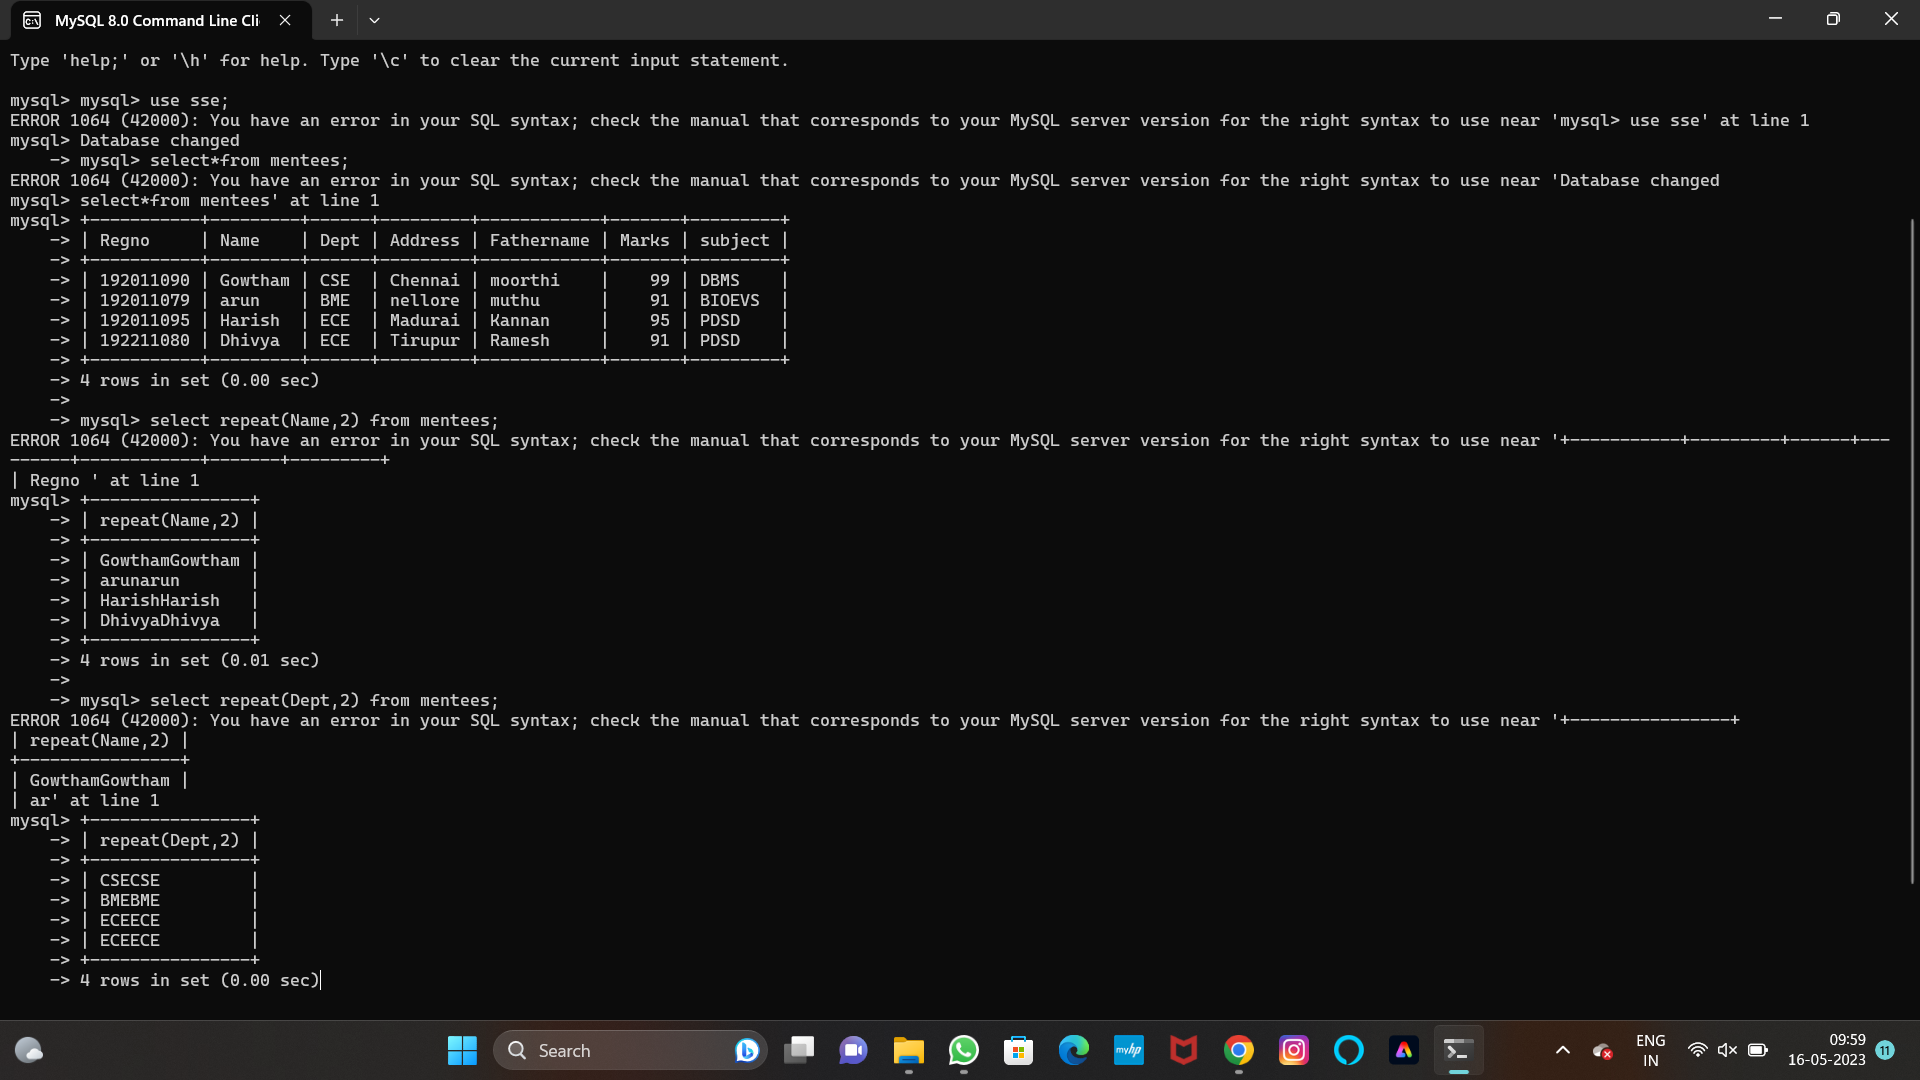 MySQL 8.0 Command Line Cli
Type 'help;' or '\h' for help. Type '\c' to clear the current input statement.
mysql> mysql> use sse;
ERROR 1064 (42000): You have an error in your SQL syntax; check the manual that corresponds to your MySQL server version for the right syntax to use near 'mysql> use sse' at line 1
mysql> Database changed
    -> mysql> select*from mentees;
ERROR 1064 (42000): You have an error in your SQL syntax; check the manual that corresponds to your MySQL server version for the right syntax to use near 'Database changed
mysql> select*from mentees' at line 1
mysql> +-----------+---------+------+---------+------------+-------+---------+
    -> | Regno     | Name    | Dept | Address | Fathername | Marks | subject |
    -> +-----------+---------+------+---------+------------+-------+---------+
    -> | 192011090 | Gowtham | CSE  | Chennai | moorthi    |    99 | DBMS    |
    -> | 192011079 | arun    | BME  | nellore | muthu      |    91 | BIOEVS  |
    -> | 192011095 | Harish  | ECE  | Madurai | Kannan     |    95 | PDSD    |
    -> | 192211080 | Dhivya  | ECE  | Tirupur | Ramesh     |    91 | PDSD    |
    -> +-----------+---------+------+---------+------------+-------+---------+
    -> 4 rows in set (0.00 sec)
    ->
    -> mysql> select repeat(Name,2) from mentees;
ERROR 1064 (42000): You have an error in your SQL syntax; check the manual that corresponds to your MySQL server version for the right syntax to use near '+-----------+---------+------+---
------+------------+-------+---------+
| Regno ' at line 1
mysql> +----------------+
    -> | repeat(Name,2) |
    -> +----------------+
    -> | GowthamGowtham |
    -> | arunarun       |
    -> | HarishHarish   |
    -> | DhivyaDhivya   |
    -> +----------------+
    -> 4 rows in set (0.01 sec)
    ->
    -> mysql> select repeat(Dept,2) from mentees;
ERROR 1064 (42000): You have an error in your SQL syntax; check the manual that corresponds to your MySQL server version for the right syntax to use near '+----------------+
| repeat(Name,2) |
+----------------+
| GowthamGowtham |
| ar' at line 1
mysql> +----------------+
    -> | repeat(Dept,2) |
    -> +----------------+
    -> | CSECSE         |
    -> | BMEBME         |
    -> | ECEECE         |
    -> | ECEECE         |
    -> +----------------+
    -> 4 rows in set (0.00 sec)
Search
myhp
ENG
IN
09:59
16-05-2023
11